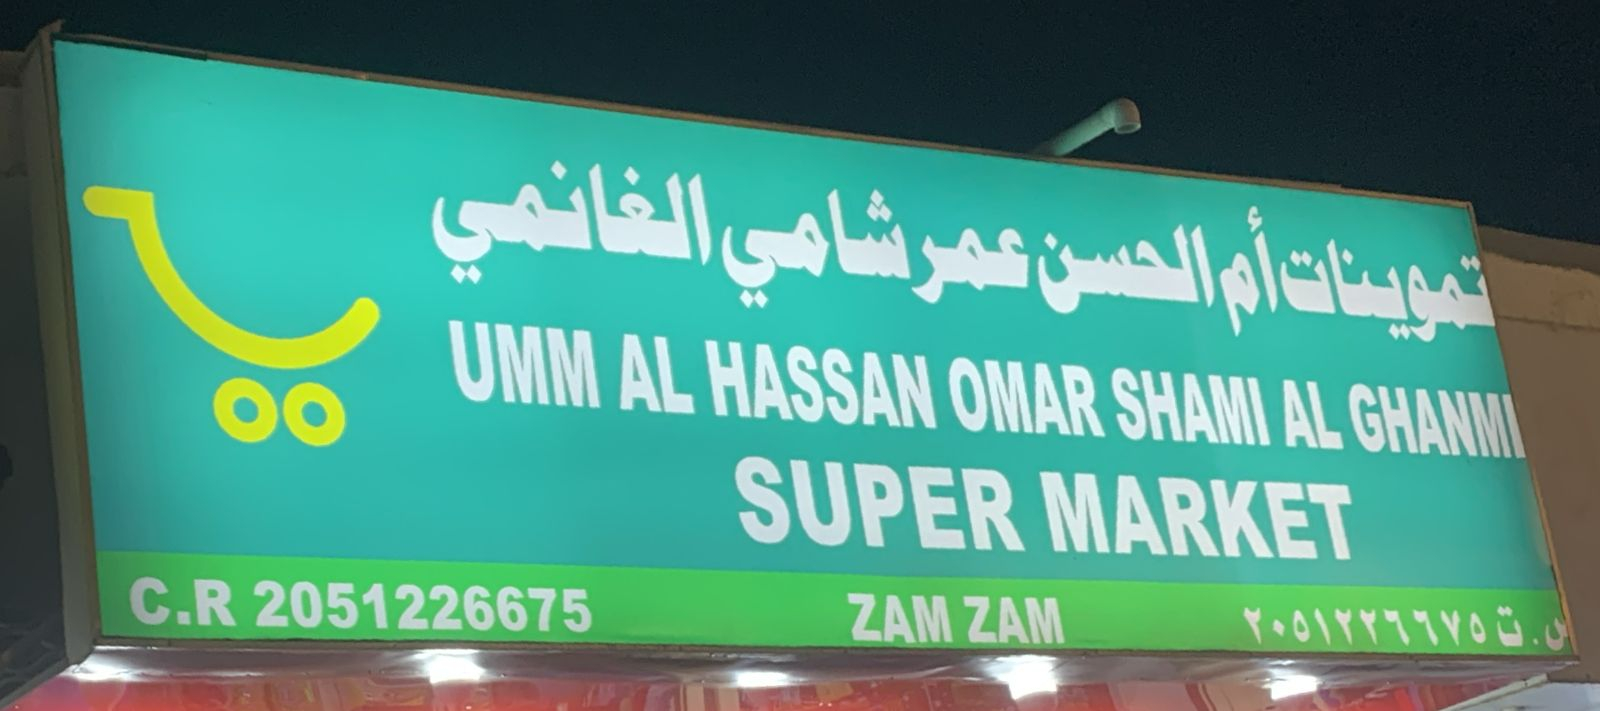 تموينات أم الحسن عمر شامي الغانمي
UMM AL HASSAN OMAR SHAMI AL GHANMI
SUPER MARKET
C.R 2051226675 ZAM ZAM س.ت ٢٠٥١٢٢٦٦٧٥